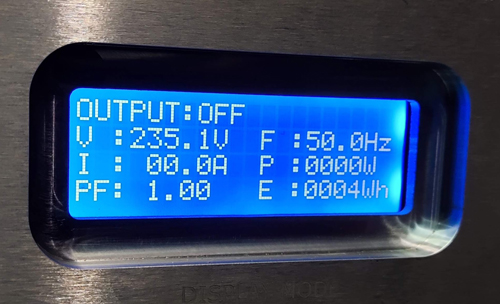 OUTPUT:OFF
V :235.1V F :50.0Hz
I : 00.0A P :0000W
PF: 1.00 E :0004Wh